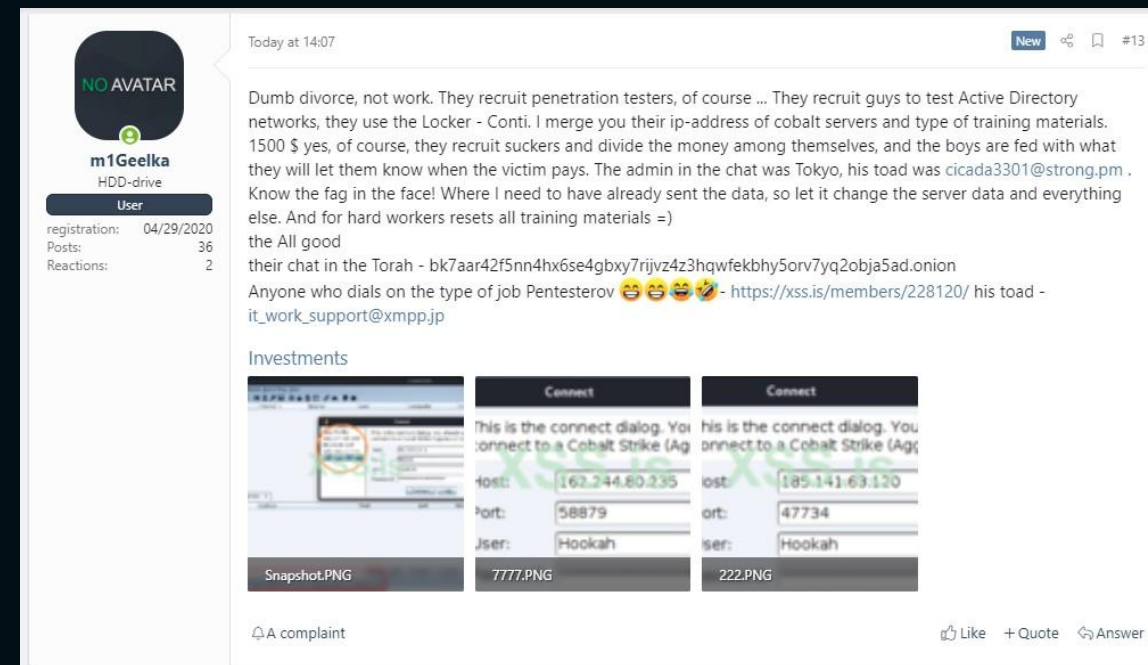 NO AVATAR
m1Geelka
HDD-drive
User
registration: 04/29/2020
Posts: 36
Reactions: 2
Today at 14:07
New #13
Dumb divorce, not work. They recruit penetration testers, of course ... They recruit guys to test Active Directory
networks, they use the Locker - Conti. I merge you their ip-address of cobalt servers and type of training materials.
1500 $ yes, of course, they recruit suckers and divide the money among themselves, and the boys are fed with what
they will let them know when the victim pays. The admin in the chat was Tokyo, his toad was cicada3301@strong.pm .
Know the fag in the face! Where I need to have already sent the data, so let it change the server data and everything
else. And for hard workers resets all training materials =)
the All good
their chat in the Torah - bk7aar42f5nn4hx6se4gbxy7rijvz4z3hqwfekbhy5orv7yq2obja5ad.onion
Anyone who dials on the type of job Pentesterov 😁😁😂🤣- https://xss.is/members/228120/ his toad -
it_work_support@xmpp.jp
Investments
Snapshot.PNG
Connect
This is the connect dialog. You
connect to a Cobalt Strike (Agg
XSS.is
Host: 162.244.80.235
Port: 58879
User: Hookah
7777.PNG
Connect
his is the connect dialog. You
onnect to a Cobalt Strike (Agg
XSS.is
ost: 185.141.63.120
ort: 47734
ser: Hookah
222.PNG
A complaint
Like + Quote Answer